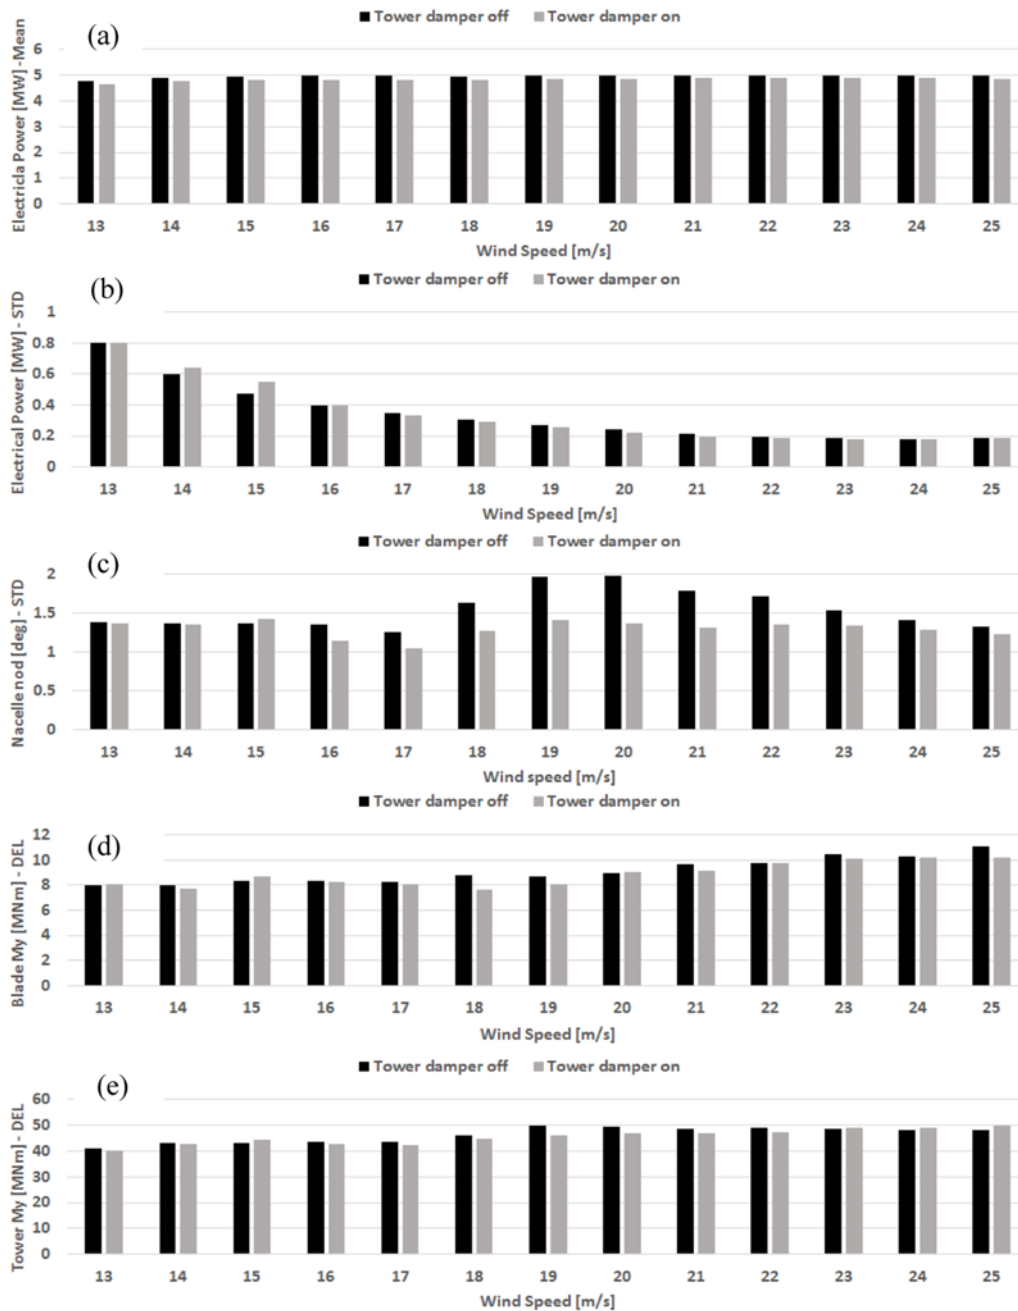 Tower damper off Tower damper on
(a)
Electricla Power [MW] -Mean
6
5
4
3
2
1
0
13 14 15 16 17 18 19 20 21 22 23 24 25
Wind Speed [m/s]
Tower damper off Tower damper on
(b)
Electrical Power [MW] - STD
1
0.8
0.6
0.4
0.2
0
13 14 15 16 17 18 19 20 21 22 23 24 25
Wind Speed [m/s]
Tower damper off Tower damper on
(c)
Nacelle nod [deg] - STD
2
1.5
1
0.5
0
13 14 15 16 17 18 19 20 21 22 23 24 25
Wind speed [m/s]
Tower damper off Tower damper on
(d)
Blade My [MNm] - DEL
12
10
8
6
4
2
0
13 14 15 16 17 18 19 20 21 22 23 24 25
Wind Speed [m/s]
Tower damper off Tower damper on
(e)
Tower My [MNm] - DEL
60
50
40
30
20
10
0
13 14 15 16 17 18 19 20 21 22 23 24 25
Wind Speed [m/s]